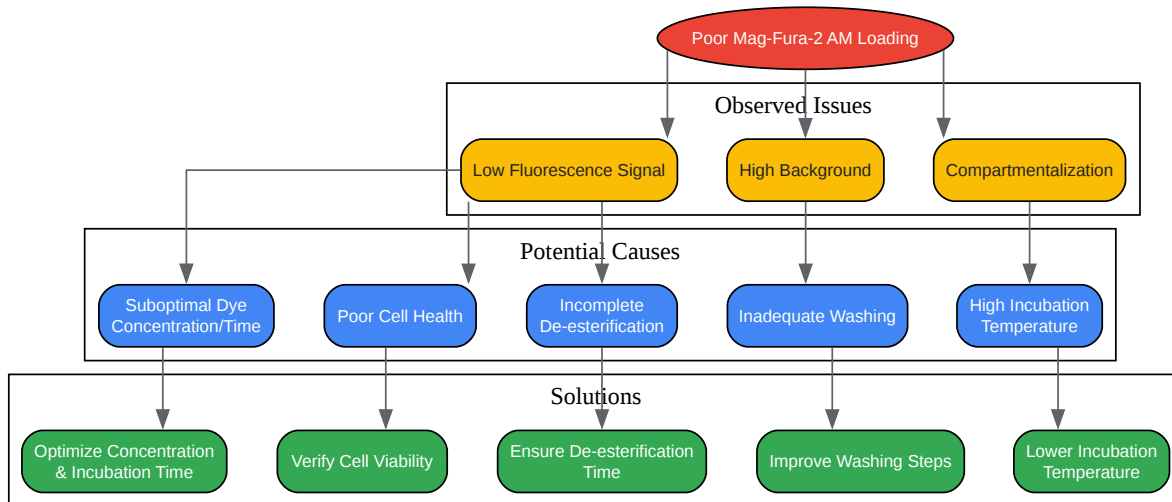 Poor Mag-Fura-2 AM Loading
Observed Issues
Low Fluorescence Signal
High Background
Compartmentalization
Potential Causes
Suboptimal Dye
Concentration/Time
Poor Cell Health
Incomplete
De-esterification
Inadequate Washing
High Incubation
Temperature
Solutions
Optimize Concentration
& Incubation Time
Verify Cell Viability
Ensure De-esterification
Time
Improve Washing Steps
Lower Incubation
Temperature